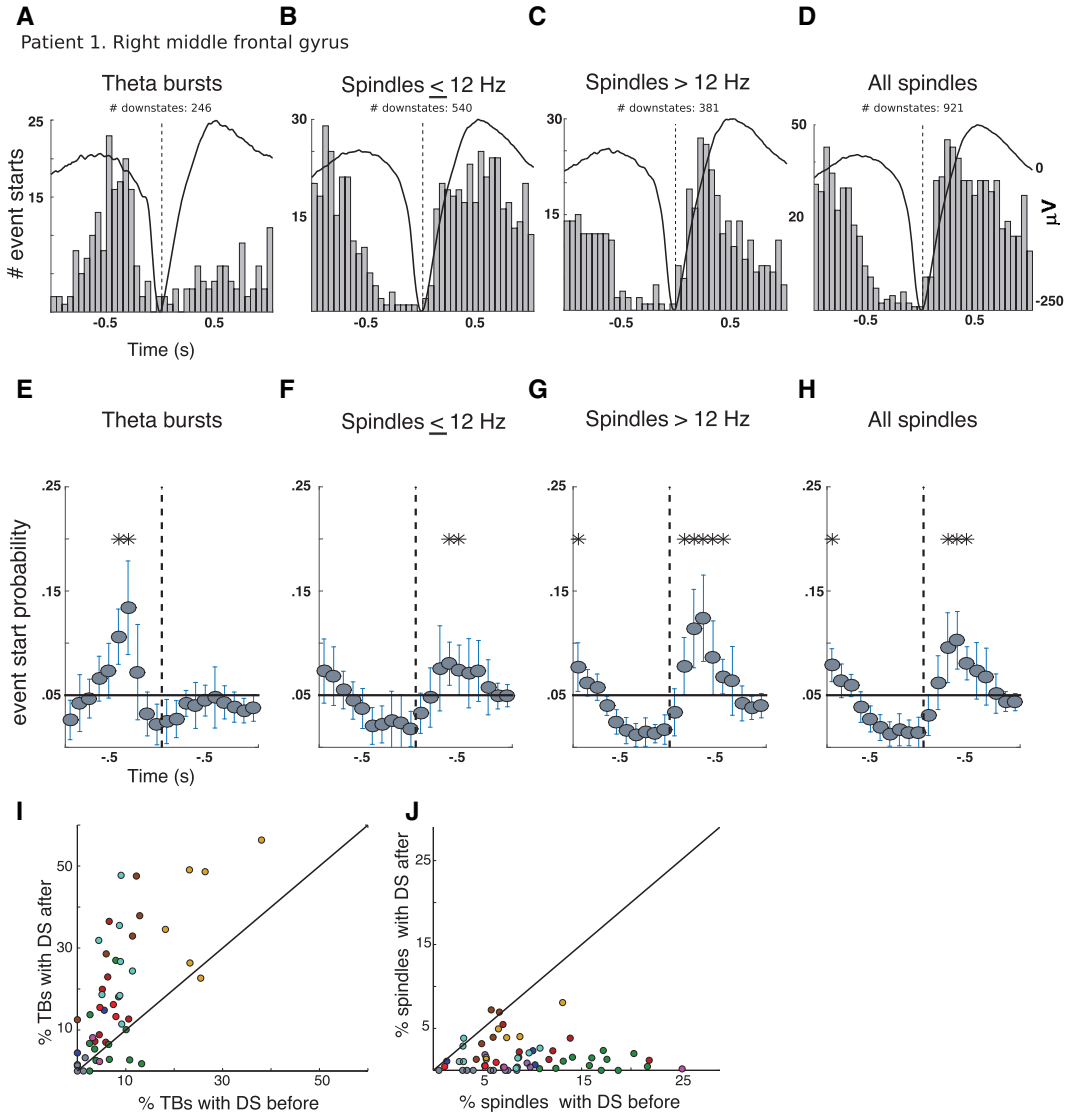 A
B
C
D
Patient 1. Right middle frontal gyrus
Theta bursts
Spindles ≤ 12 Hz
Spindles > 12 Hz
All spindles
# downstates: 246
# downstates: 540
# downstates: 381
# downstates: 921
# event starts
25
15
-0.5
0.5
Time (s)
30
15
-0.5
0.5
30
15
-0.5
0.5
50
20
-0.5
0.5
0
-250
μV
E
F
G
H
Theta bursts
Spindles ≤ 12 Hz
Spindles > 12 Hz
All spindles
event start probability
.25
.15
.05
-.5
-.5
Time (s)
.25
.15
.05
-.5
-.5
.25
.15
.05
-.5
-.5
.25
.15
.05
-.5
-.5
I
J
% TBs with DS after
50
30
10
10
30
50
% TBs with DS before
% spindles with DS after
25
15
5
5
15
25
% spindles with DS before